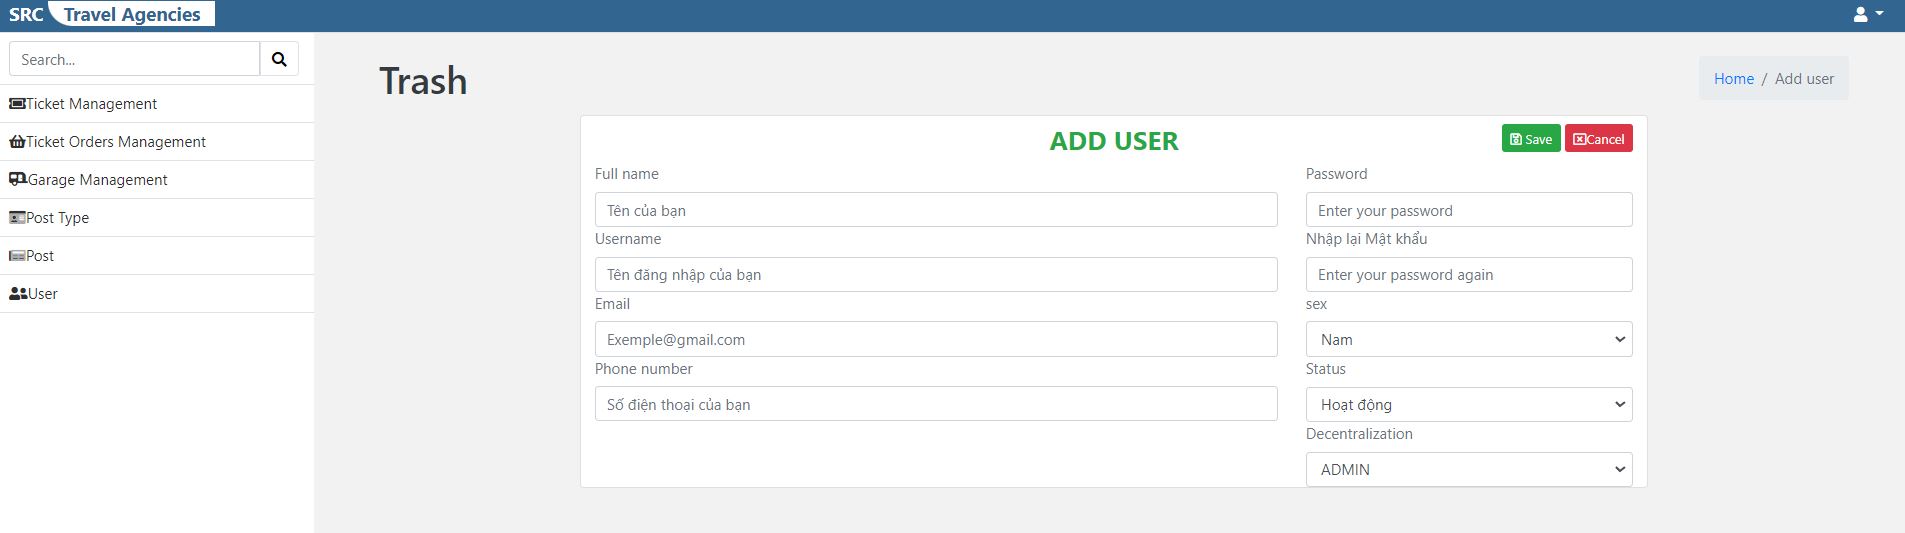 SRC Travel Agencies
Search...
Ticket Management
Ticket Orders Management
Garage Management
Post Type
Post
User
Trash
Home / Add user
ADD USER
Save
Cancel
Full name
Tên của bạn
Username
Tên đăng nhập của bạn
Email
Exemple@gmail.com
Phone number
Số điện thoại của bạn
Password
Enter your password
Nhập lại Mật khẩu
Enter your password again
sex
Nam
Status
Hoạt động
Decentralization
ADMIN